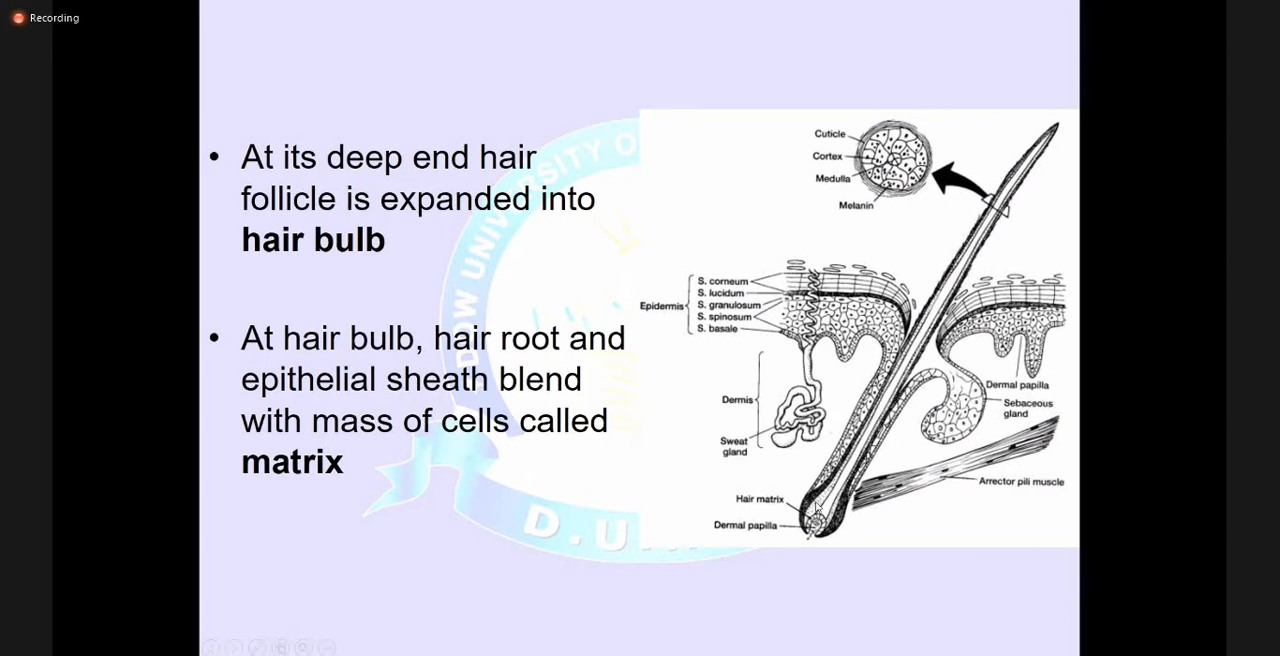 Recording
• At its deep end hair
follicle is expanded into
hair bulb
• At hair bulb, hair root and
epithelial sheath blend
with mass of cells called
matrix
Cuticle
Cortex
Medulla
Melanin
Epidermis
S. corneum
S. lucidum
S. granulosum
S. spinosum
S. basale
Dermis
Sweat
gland
Dermal papilla
Sebaceous
gland
Arrector pili muscle
Hair matrix
Dermal papilla
DOW UNIVERSITY O
D.U.